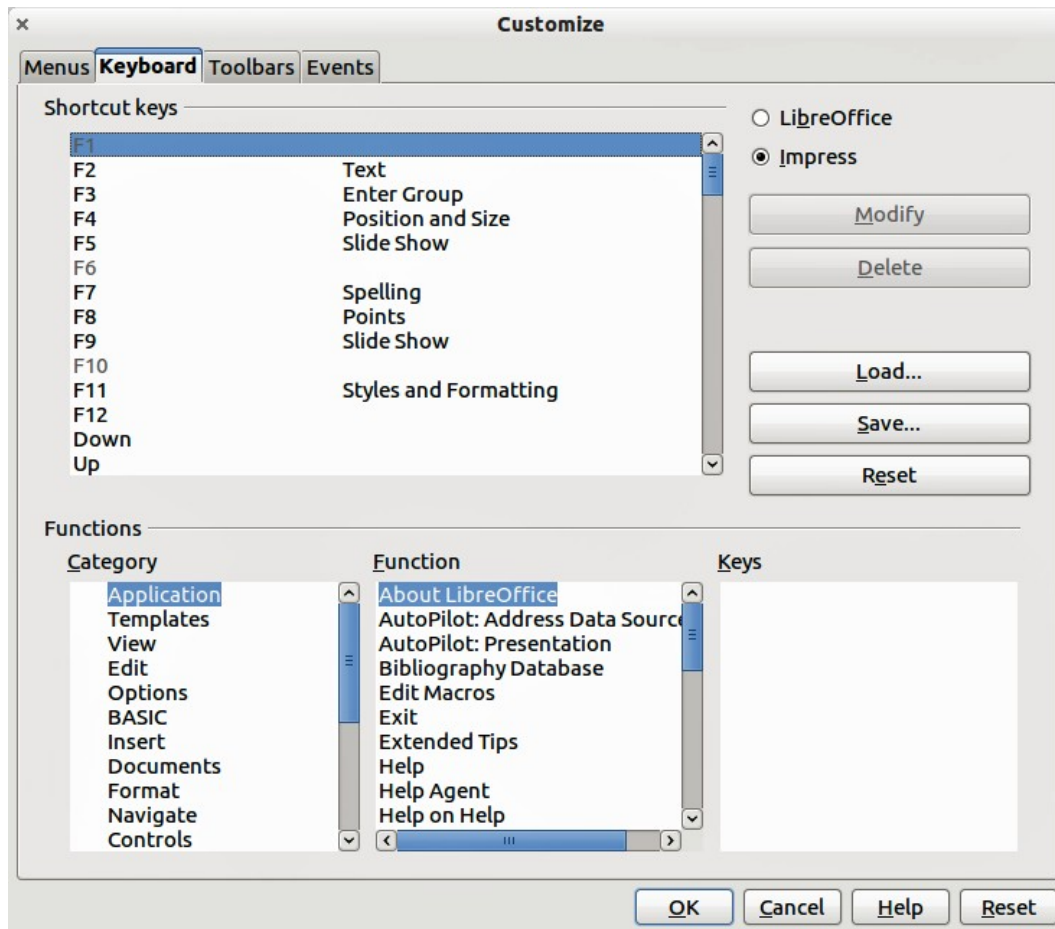 Customize
Menus Keyboard Toolbars Events
Shortcut keys
F1
F2 Text
F3 Enter Group
F4 Position and Size
F5 Slide Show
F6
F7 Spelling
F8 Points
F9 Slide Show
F10
F11 Styles and Formatting
F12
Down
Up
LibreOffice
Impress
Modify
Delete
Load...
Save...
Reset
Functions
Category
Application
Templates
View
Edit
Options
BASIC
Insert
Documents
Format
Navigate
Controls
Function
About LibreOffice
AutoPilot: Address Data Source
AutoPilot: Presentation
Bibliography Database
Edit Macros
Exit
Extended Tips
Help
Help Agent
Help on Help
Keys
OK Cancel Help Reset